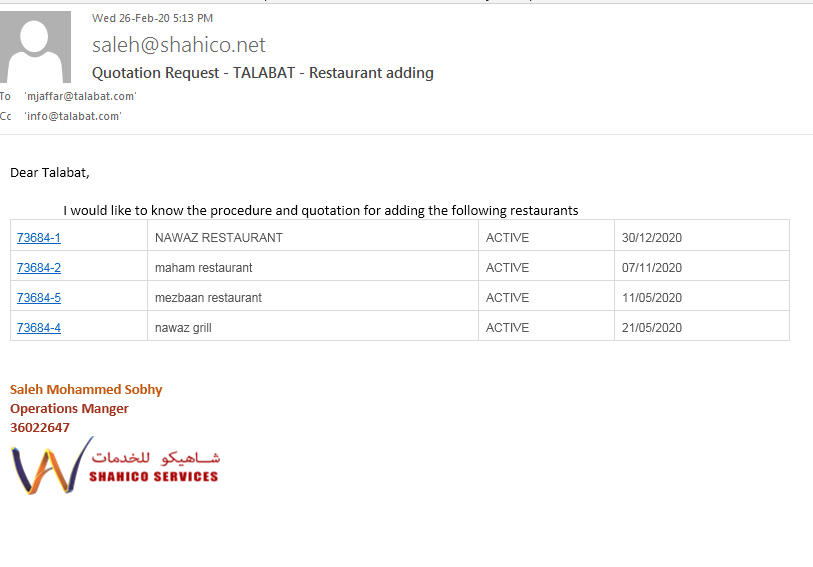 Wed 26-Feb-20 5:13 PM
saleh@shahico.net
Quotation Request - TALABAT - Restaurant adding
To 'mjaffar@talabat.com'
Cc 'info@talabat.com'
Dear Talabat,
I would like to know the procedure and quotation for adding the following restaurants
73684-1 NAWAZ RESTAURANT ACTIVE 30/12/2020
73684-2 maham restaurant ACTIVE 07/11/2020
73684-5 mezbaan restaurant ACTIVE 11/05/2020
73684-4 nawaz grill ACTIVE 21/05/2020
Saleh Mohammed Sobhy
Operations Manger
36022647
شاهيكو للخدمات
SHAHICO SERVICES